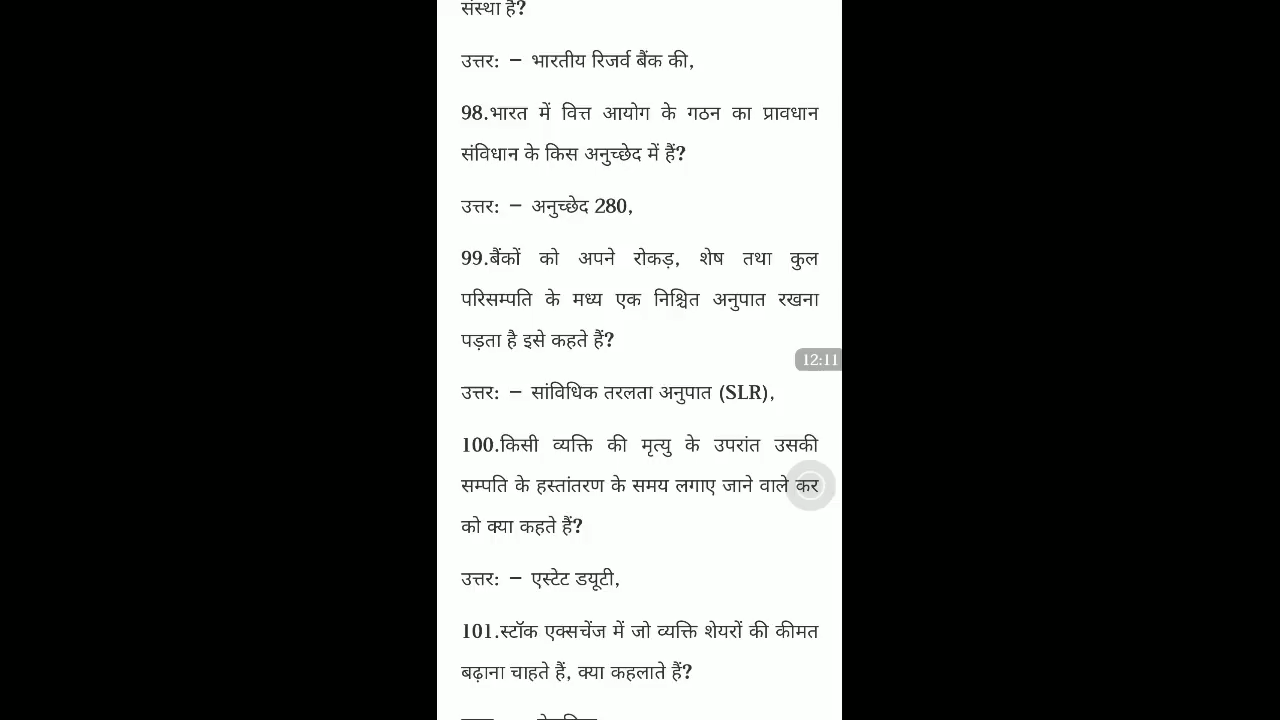 संस्था है?
उत्तर: – भारतीय रिजर्व बैंक की,
98.भारत में वित्त आयोग के गठन का प्रावधान
संविधान के किस अनुच्छेद में हैं?
उत्तर: – अनुच्छेद 280,
99.बैंकों को अपने रोकड़, शेष तथा कुल
परिसम्पति के मध्य एक निश्चित अनुपात रखना
पड़ता है इसे कहते हैं?
12:11
उत्तर: – सांविधिक तरलता अनुपात (SLR),
100.किसी व्यक्ति की मृत्यु के उपरांत उसकी
सम्पति के हस्तांतरण के समय लगाए जाने वाले कर
को क्या कहते हैं?
उत्तर: – एस्टेट डयूटी,
101.स्टॉक एक्सचेंज में जो व्यक्ति शेयरों की कीमत
बढ़ाना चाहते हैं, क्या कहलाते हैं?